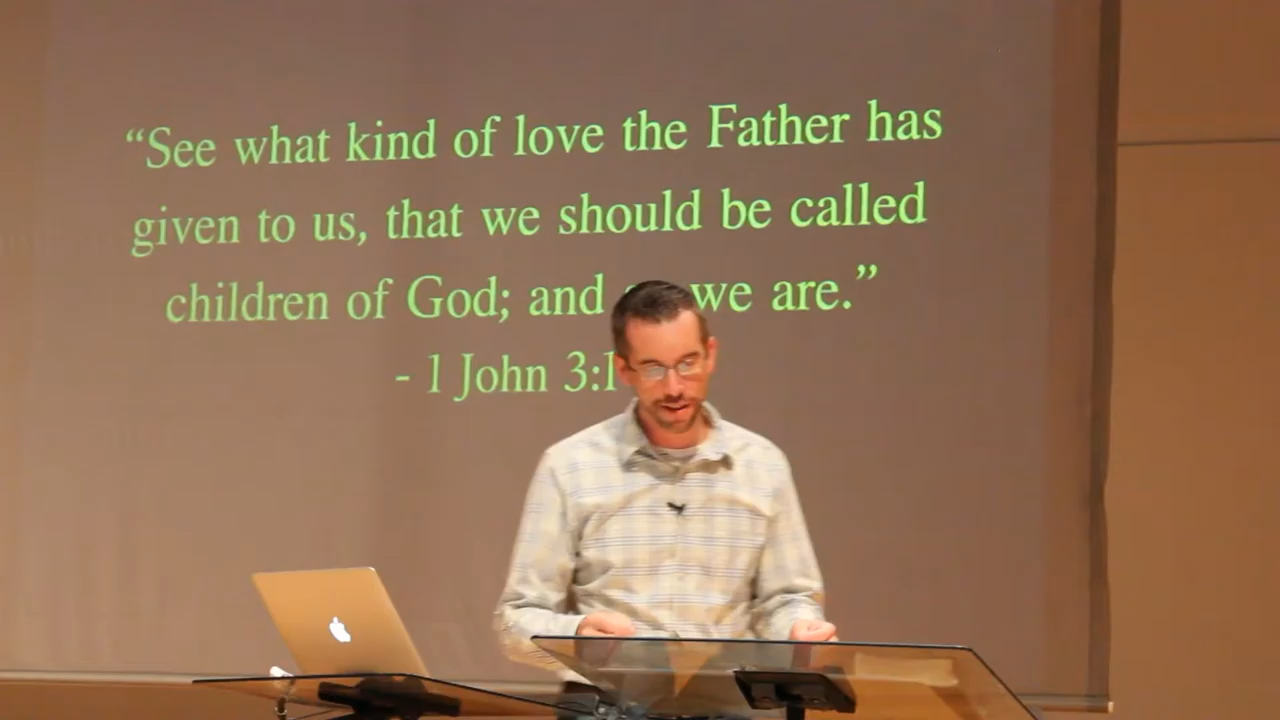 “See what kind of love the Father has
given to us, that we should be called
children of God; and we are.”
- 1 John 3:1